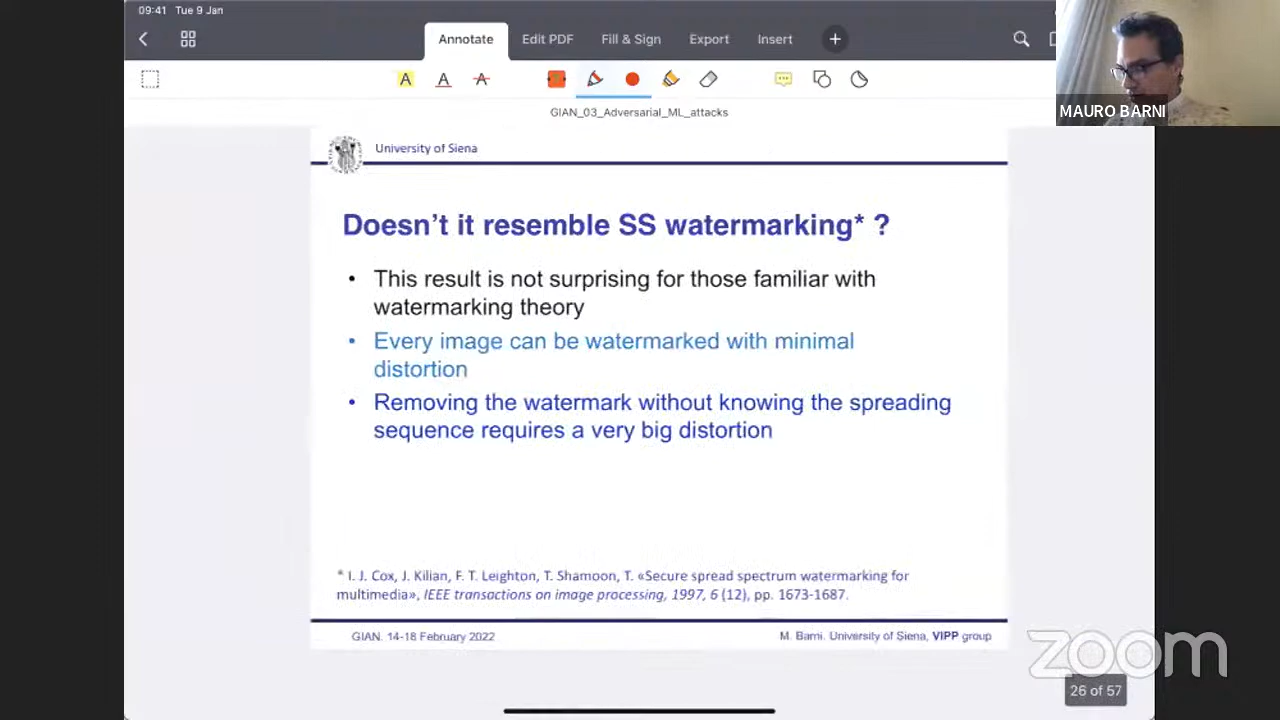 09:41 Tue 9 Jan
Annotate
Edit PDF
Fill & Sign
Export
Insert
GIAN_03_Adversarial_ML_attacks
MAURO BARNI
University of Siena
Doesn’t it resemble SS watermarking* ?
• This result is not surprising for those familiar with
watermarking theory
• Every image can be watermarked with minimal
distortion
• Removing the watermark without knowing the spreading
sequence requires a very big distortion
* I. J. Cox, J. Kilian, F. T. Leighton, T. Shamoon, T. «Secure spread spectrum watermarking for
multimedia», IEEE transactions on image processing, 1997, 6 (12), pp. 1673-1687.
GIAN. 14-18 February 2022
M. Barni. University of Siena, VIPP group
zoom
26 of 57